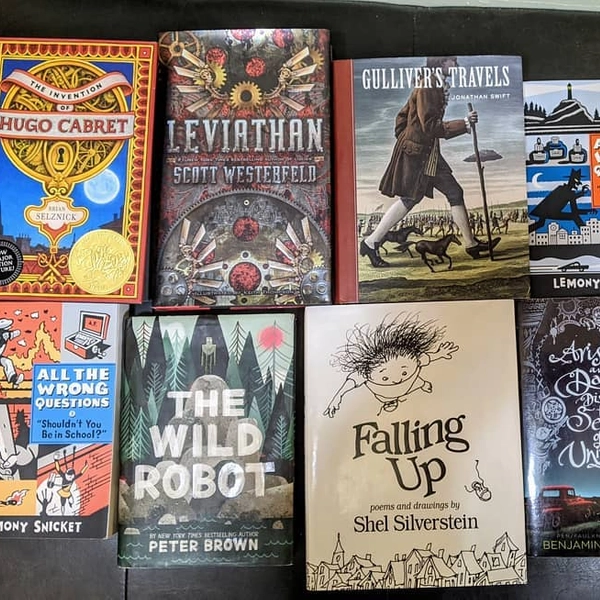 THE INVENTION
OF
HUGO CABRET
BRIAN
SELZNICK
LEVIATHAN
SCOTT WESTERFELD
GULLIVER'S TRAVELS
JONATHAN SWIFT
LEMONY
ALL THE
WRONG
QUESTIONS
"Shouldn't You
Be in School?"
MONY SNICKET
THE
WILD
ROBOT
BY NEW YORK TIMES BESTSELLING AUTHOR
PETER BROWN
Falling
Up
poems and drawings by
Shel Silverstein
BENJAMIN